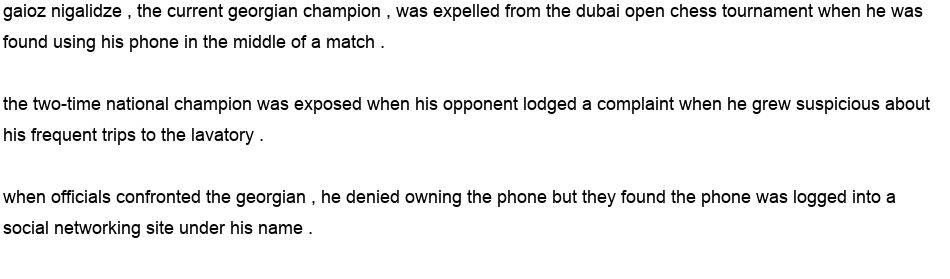 gaioz nigalidze , the current georgian champion , was expelled from the dubai open chess tournament when he was
found using his phone in the middle of a match .
the two-time national champion was exposed when his opponent lodged a complaint when he grew suspicious about
his frequent trips to the lavatory .
when officials confronted the georgian , he denied owning the phone but they found the phone was logged into a
social networking site under his name .